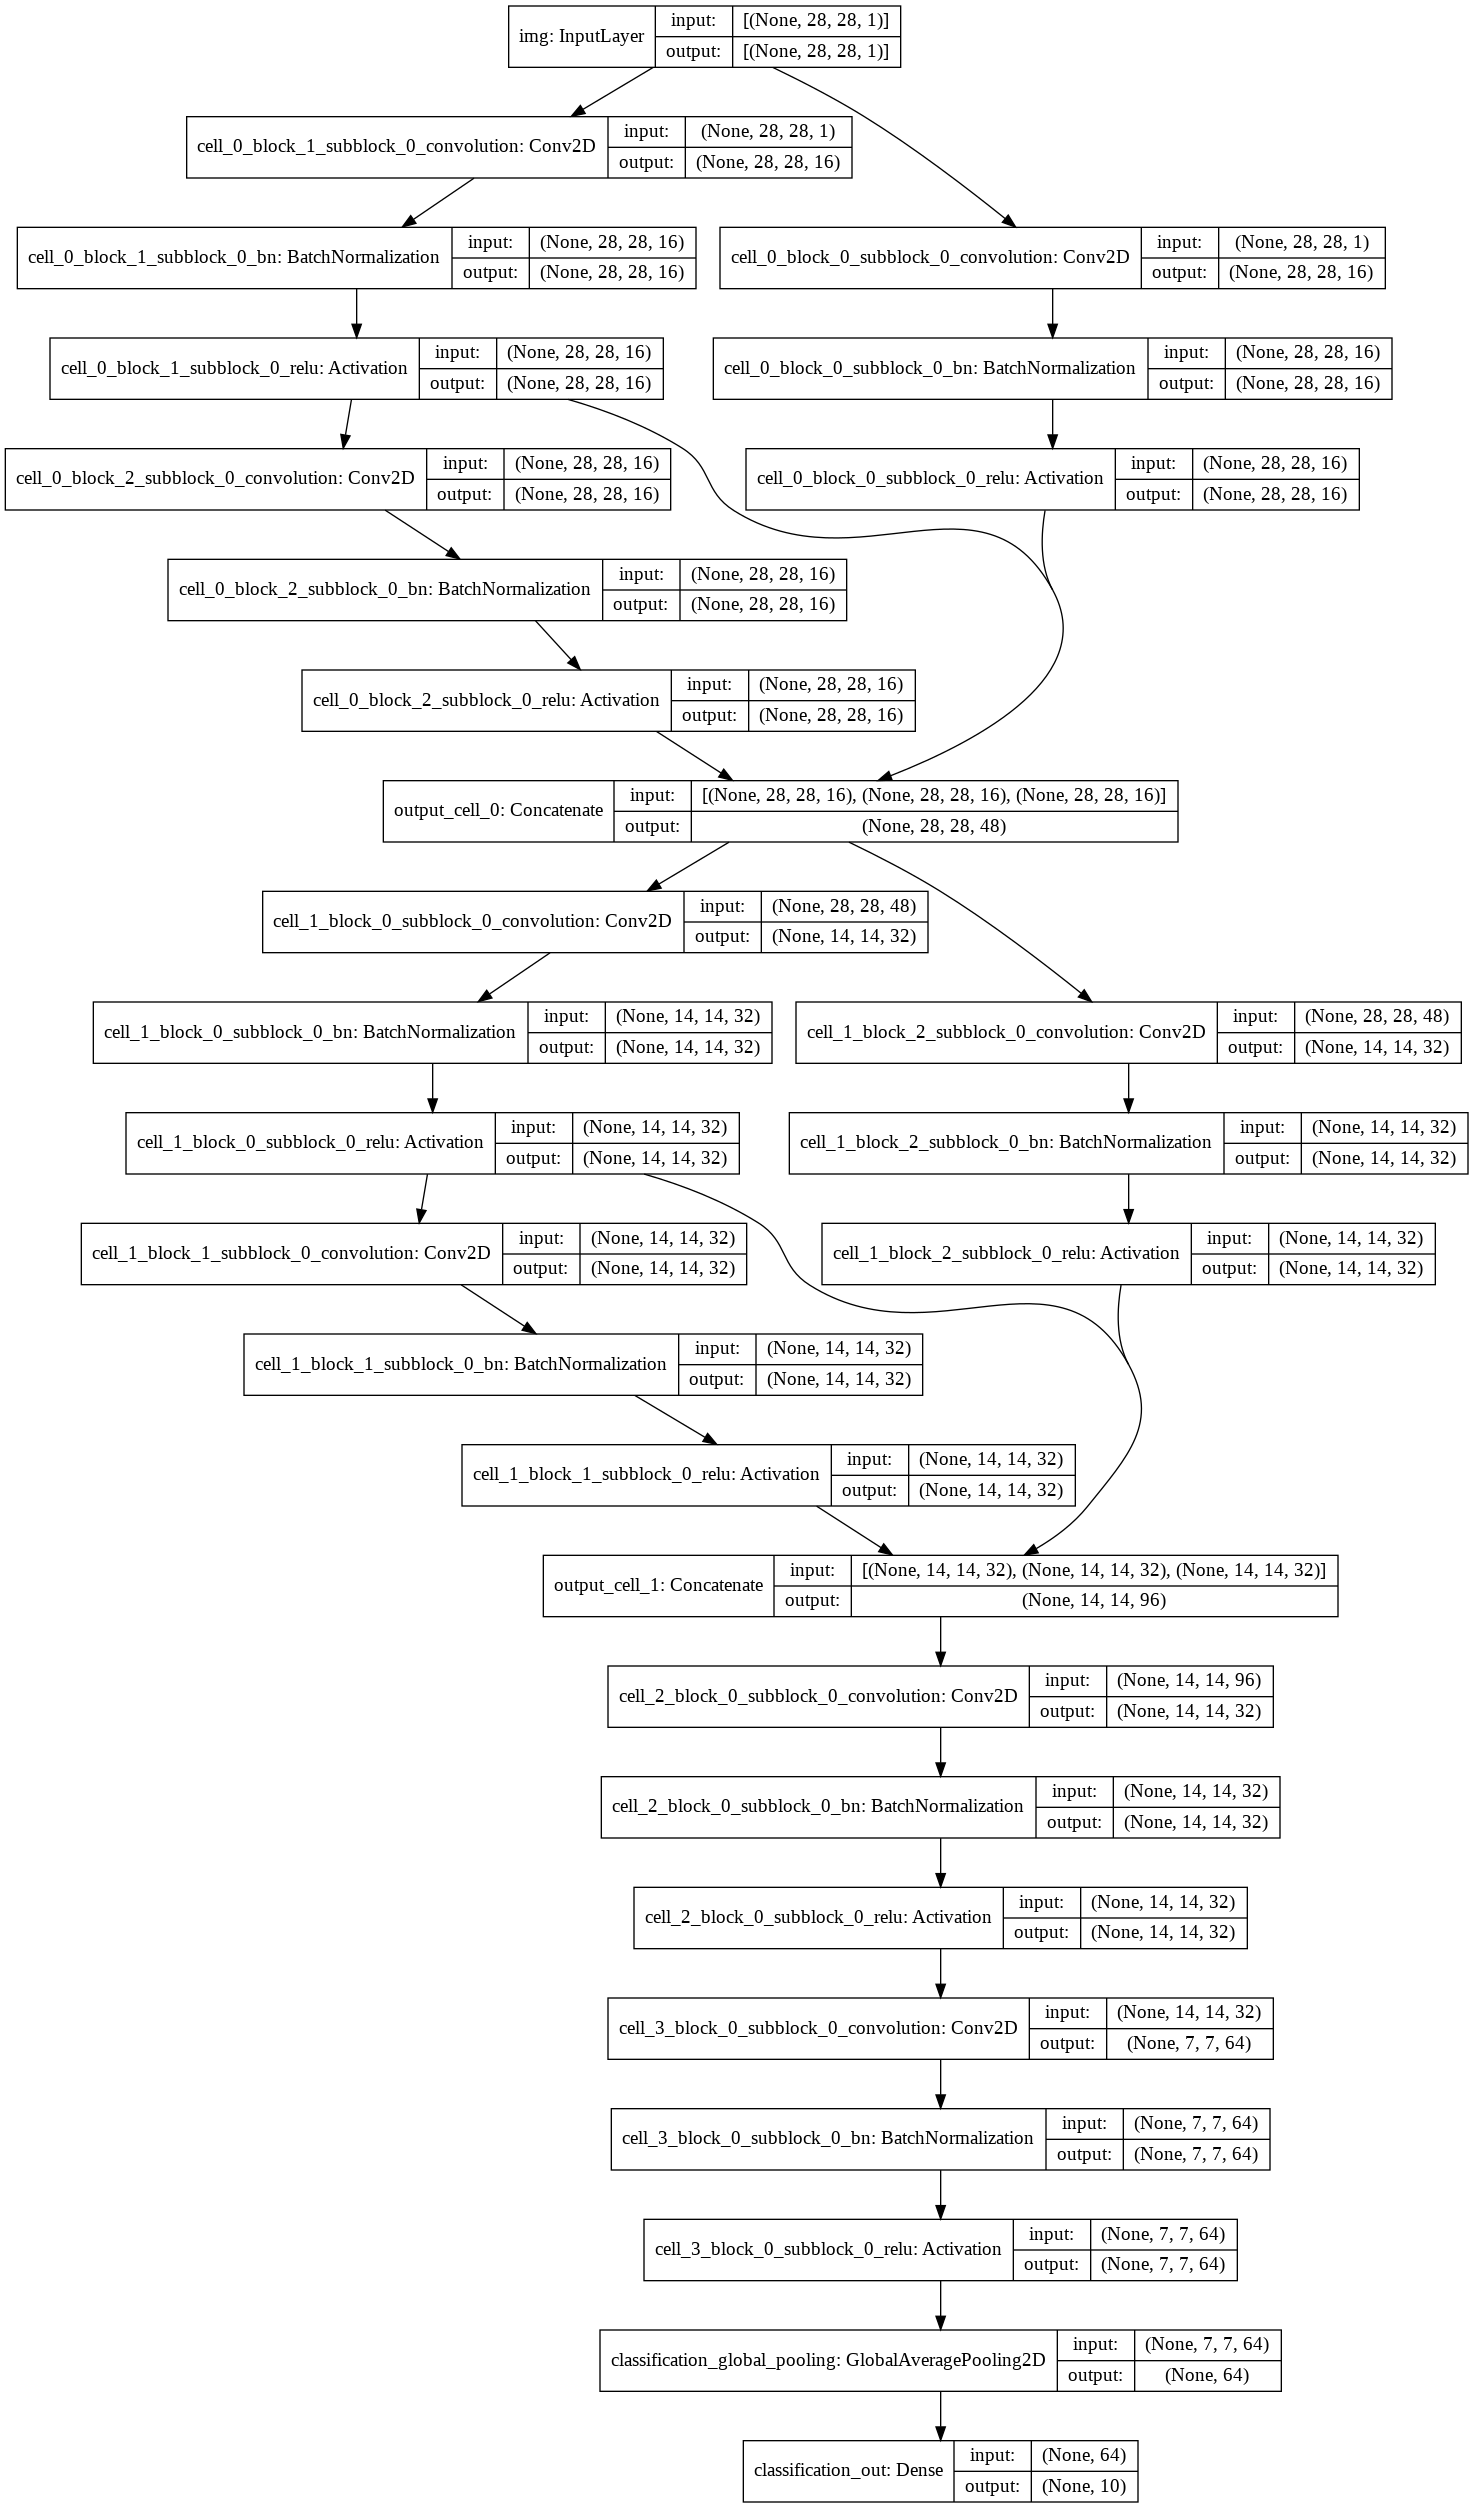 img: InputLayer
input: [(None, 28, 28, 1)]
output: [(None, 28, 28, 1)]
cell_0_block_1_subblock_0_convolution: Conv2D
input: (None, 28, 28, 1)
output: (None, 28, 28, 16)
cell_0_block_1_subblock_0_bn: BatchNormalization
input: (None, 28, 28, 16)
output: (None, 28, 28, 16)
cell_0_block_0_subblock_0_convolution: Conv2D
input: (None, 28, 28, 1)
output: (None, 28, 28, 16)
cell_0_block_1_subblock_0_relu: Activation
input: (None, 28, 28, 16)
output: (None, 28, 28, 16)
cell_0_block_0_subblock_0_bn: BatchNormalization
input: (None, 28, 28, 16)
output: (None, 28, 28, 16)
cell_0_block_2_subblock_0_convolution: Conv2D
input: (None, 28, 28, 16)
output: (None, 28, 28, 16)
cell_0_block_0_subblock_0_relu: Activation
input: (None, 28, 28, 16)
output: (None, 28, 28, 16)
cell_0_block_2_subblock_0_bn: BatchNormalization
input: (None, 28, 28, 16)
output: (None, 28, 28, 16)
cell_0_block_2_subblock_0_relu: Activation
input: (None, 28, 28, 16)
output: (None, 28, 28, 16)
output_cell_0: Concatenate
input: [(None, 28, 28, 16), (None, 28, 28, 16), (None, 28, 28, 16)]
output: (None, 28, 28, 48)
cell_1_block_0_subblock_0_convolution: Conv2D
input: (None, 28, 28, 48)
output: (None, 14, 14, 32)
cell_1_block_0_subblock_0_bn: BatchNormalization
input: (None, 14, 14, 32)
output: (None, 14, 14, 32)
cell_1_block_2_subblock_0_convolution: Conv2D
input: (None, 28, 28, 48)
output: (None, 14, 14, 32)
cell_1_block_0_subblock_0_relu: Activation
input: (None, 14, 14, 32)
output: (None, 14, 14, 32)
cell_1_block_2_subblock_0_bn: BatchNormalization
input: (None, 14, 14, 32)
output: (None, 14, 14, 32)
cell_1_block_1_subblock_0_convolution: Conv2D
input: (None, 14, 14, 32)
output: (None, 14, 14, 32)
cell_1_block_2_subblock_0_relu: Activation
input: (None, 14, 14, 32)
output: (None, 14, 14, 32)
cell_1_block_1_subblock_0_bn: BatchNormalization
input: (None, 14, 14, 32)
output: (None, 14, 14, 32)
cell_1_block_1_subblock_0_relu: Activation
input: (None, 14, 14, 32)
output: (None, 14, 14, 32)
output_cell_1: Concatenate
input: [(None, 14, 14, 32), (None, 14, 14, 32), (None, 14, 14, 32)]
output: (None, 14, 14, 96)
cell_2_block_0_subblock_0_convolution: Conv2D
input: (None, 14, 14, 96)
output: (None, 14, 14, 32)
cell_2_block_0_subblock_0_bn: BatchNormalization
input: (None, 14, 14, 32)
output: (None, 14, 14, 32)
cell_2_block_0_subblock_0_relu: Activation
input: (None, 14, 14, 32)
output: (None, 14, 14, 32)
cell_3_block_0_subblock_0_convolution: Conv2D
input: (None, 14, 14, 32)
output: (None, 7, 7, 64)
cell_3_block_0_subblock_0_bn: BatchNormalization
input: (None, 7, 7, 64)
output: (None, 7, 7, 64)
cell_3_block_0_subblock_0_relu: Activation
input: (None, 7, 7, 64)
output: (None, 7, 7, 64)
classification_global_pooling: GlobalAveragePooling2D
input: (None, 7, 7, 64)
output: (None, 64)
classification_out: Dense
input: (None, 64)
output: (None, 10)